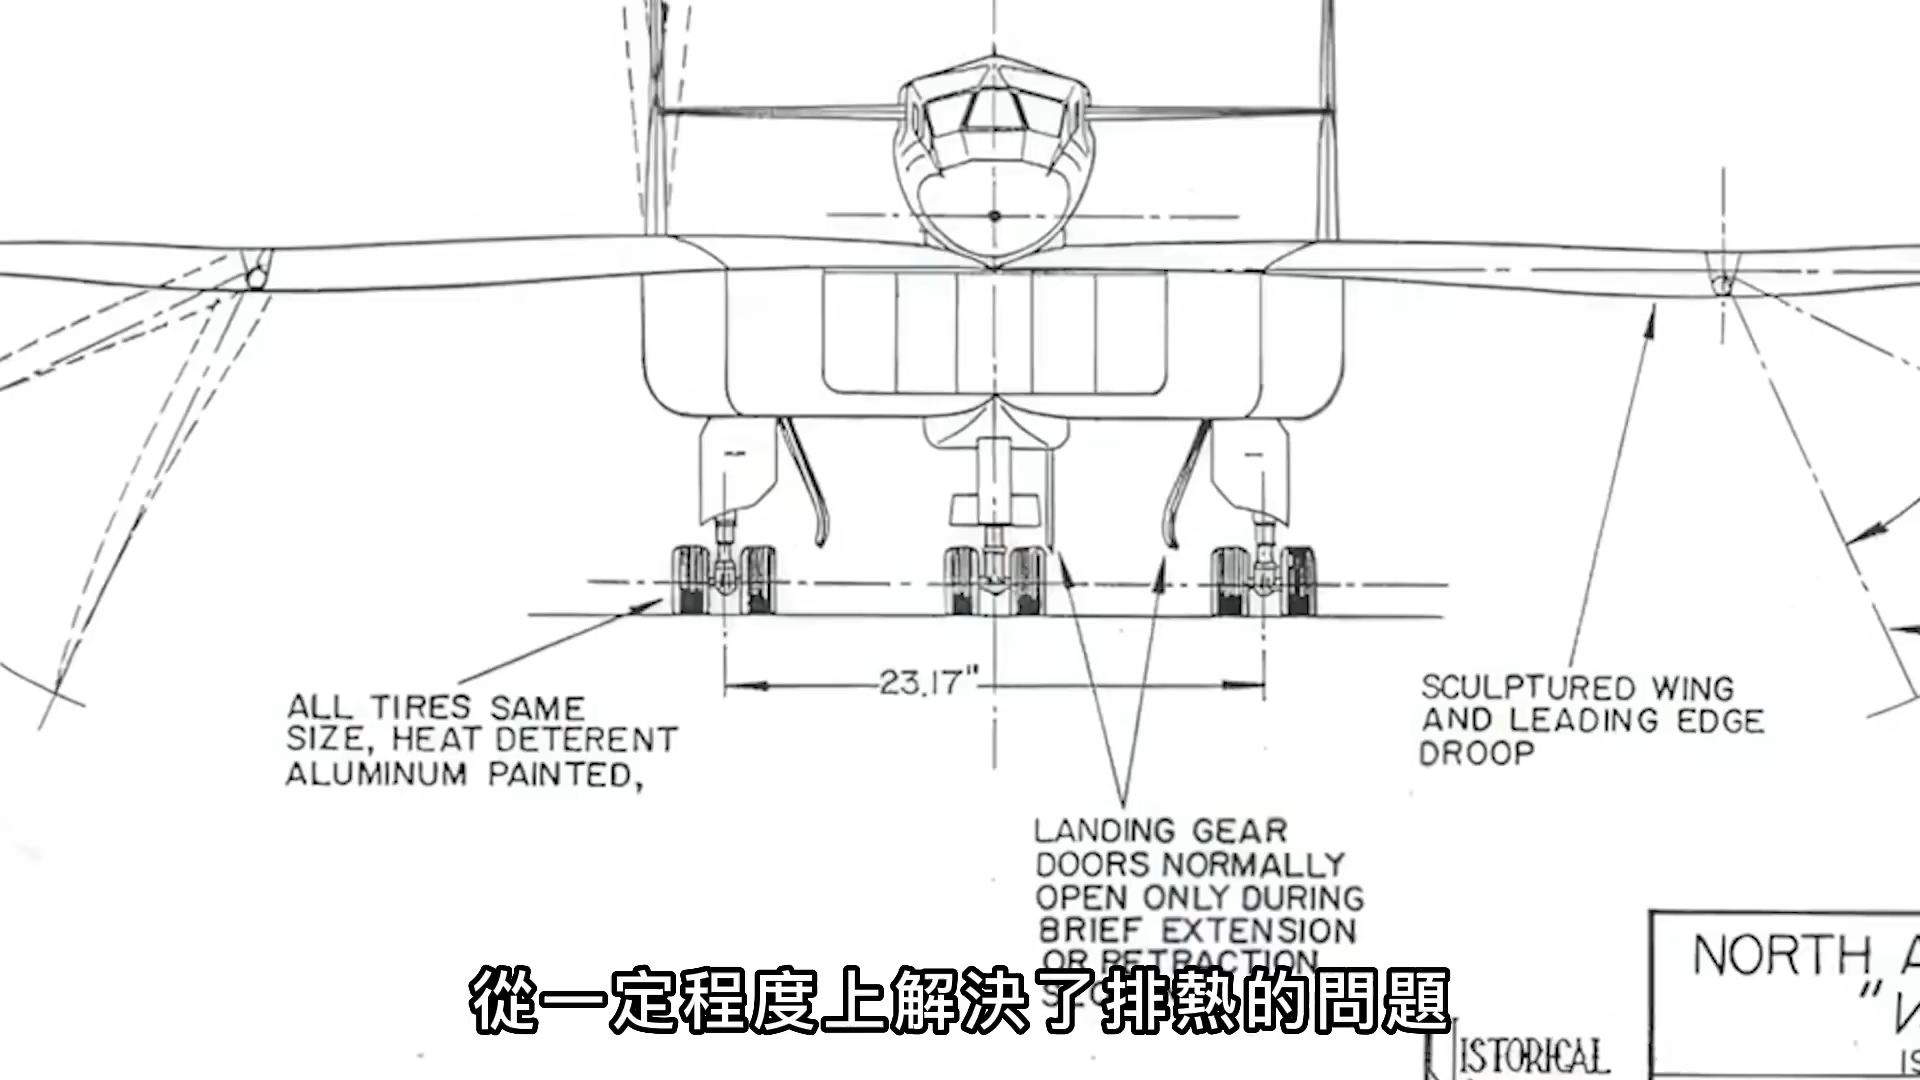 23.17"
ALL TIRES SAME
SIZE, HEAT DETERENT
ALUMINUM PAINTED,
SCULPTURED WING
AND LEADING EDGE
DROOP
LANDING GEAR
DOORS NORMALLY
OPEN ONLY DURING
BRIEF EXTENSION
OR RETRACTION
NORTH A
ISTORICAL
從一定程度上解決了排熱的問題